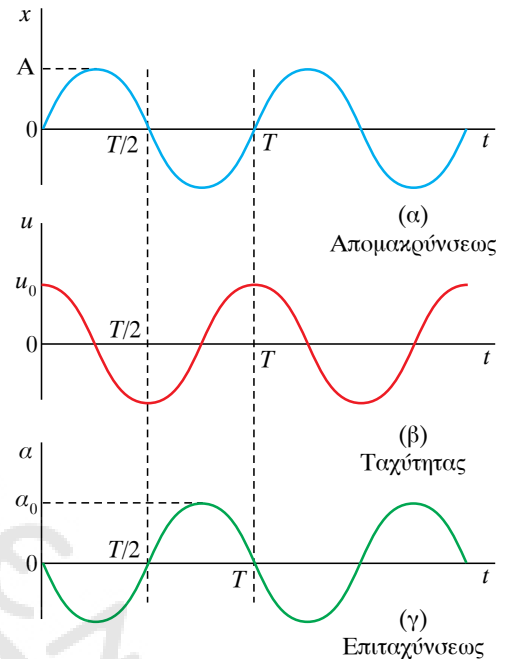 x
A
0
T/2
T
t
(α)
Απομακρύνσεως
u
u₀
T/2
0
T
t
(β)
Ταχύτητας
α
α₀
T/2
0
T
t
(γ)
Επιταχύνσεως